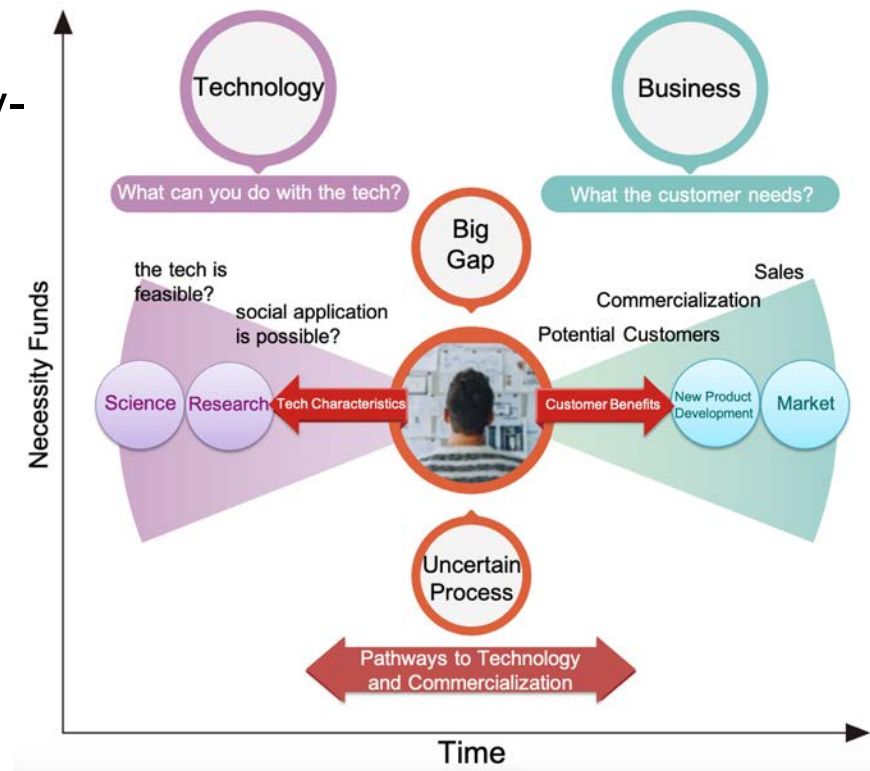 y-
Technology
Business
What can you do with the tech?
What the customer needs?
Big
Gap
the tech is
feasible?
social application
is possible?
Sales
Commercialization
Potential Customers
Science
Research
Tech Characteristics
Customer Benefits
New Product
Development
Market
Necessity Funds
Uncertain
Process
Pathways to Technology
and Commercialization
Time